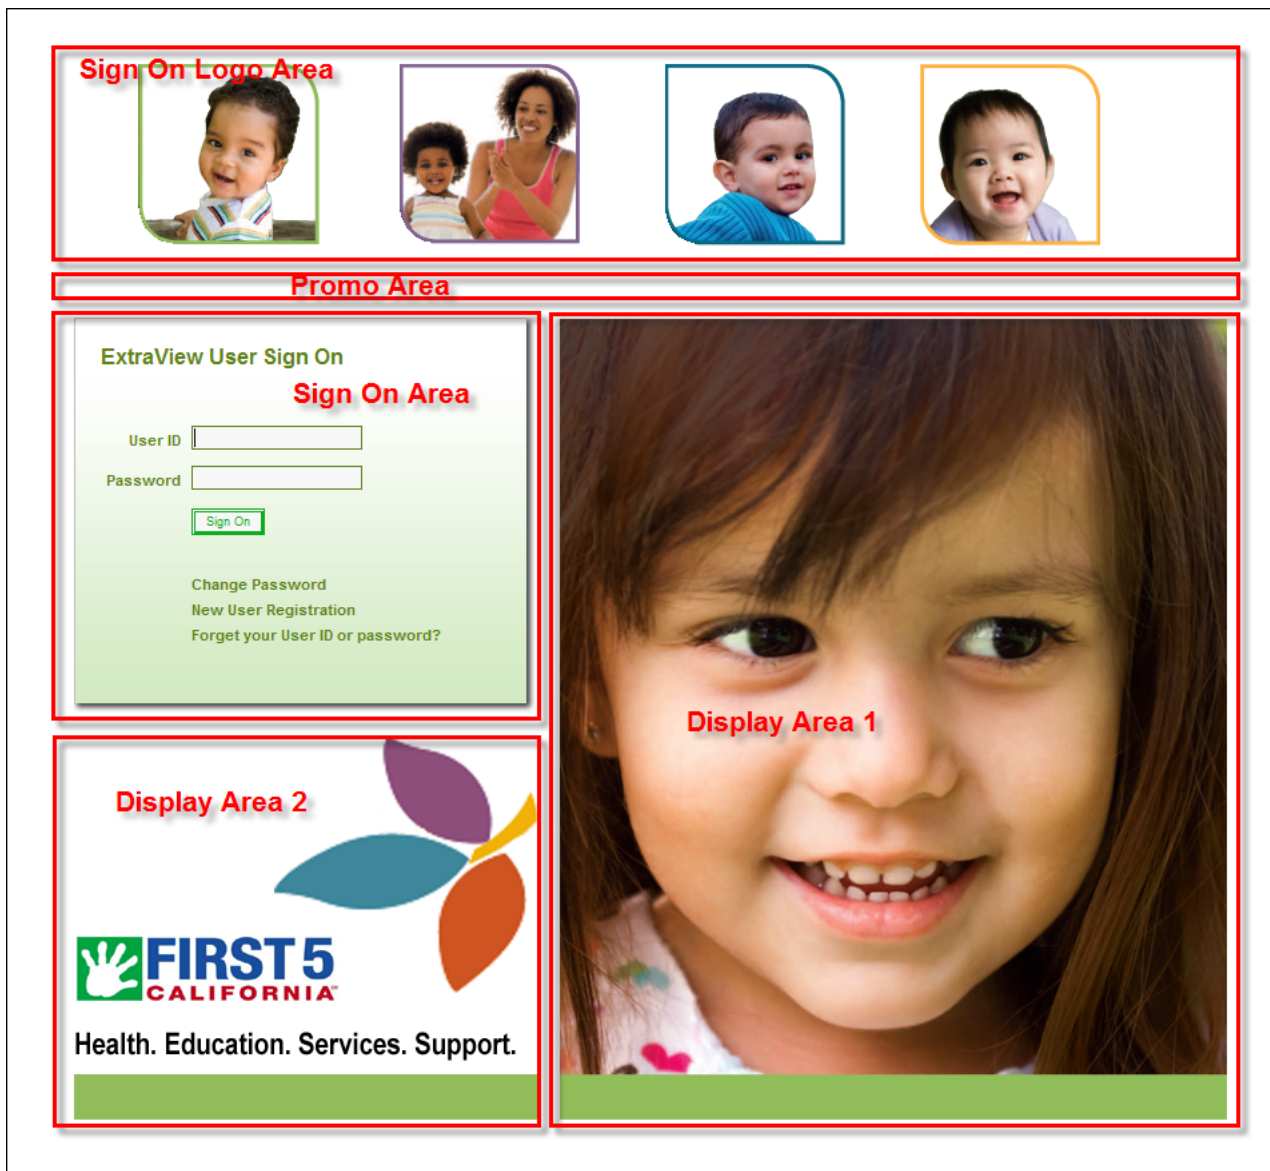 Sign On Logo Area
Promo Area
ExtraView User Sign On
Sign On Area
User ID
Password
Sign On
Change Password
New User Registration
Forget your User ID or password?
Display Area 1
Display Area 2
FIRST 5
CALIFORNIA
Health. Education. Services. Support.